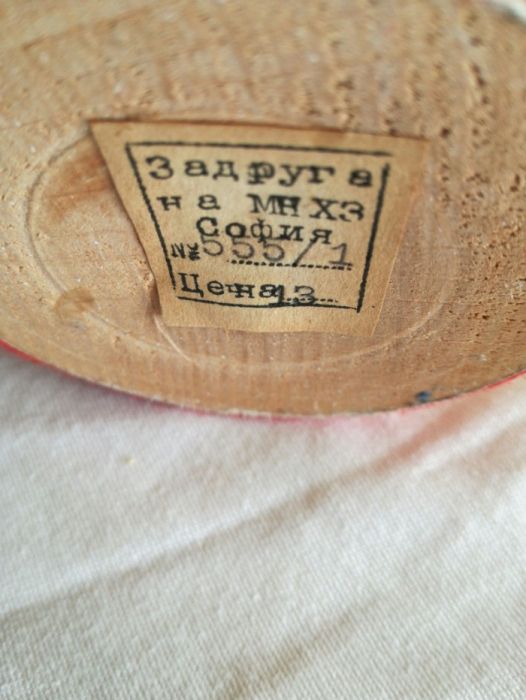 Задруга
на МНХЗ
София
№ 555/1
Цена 13